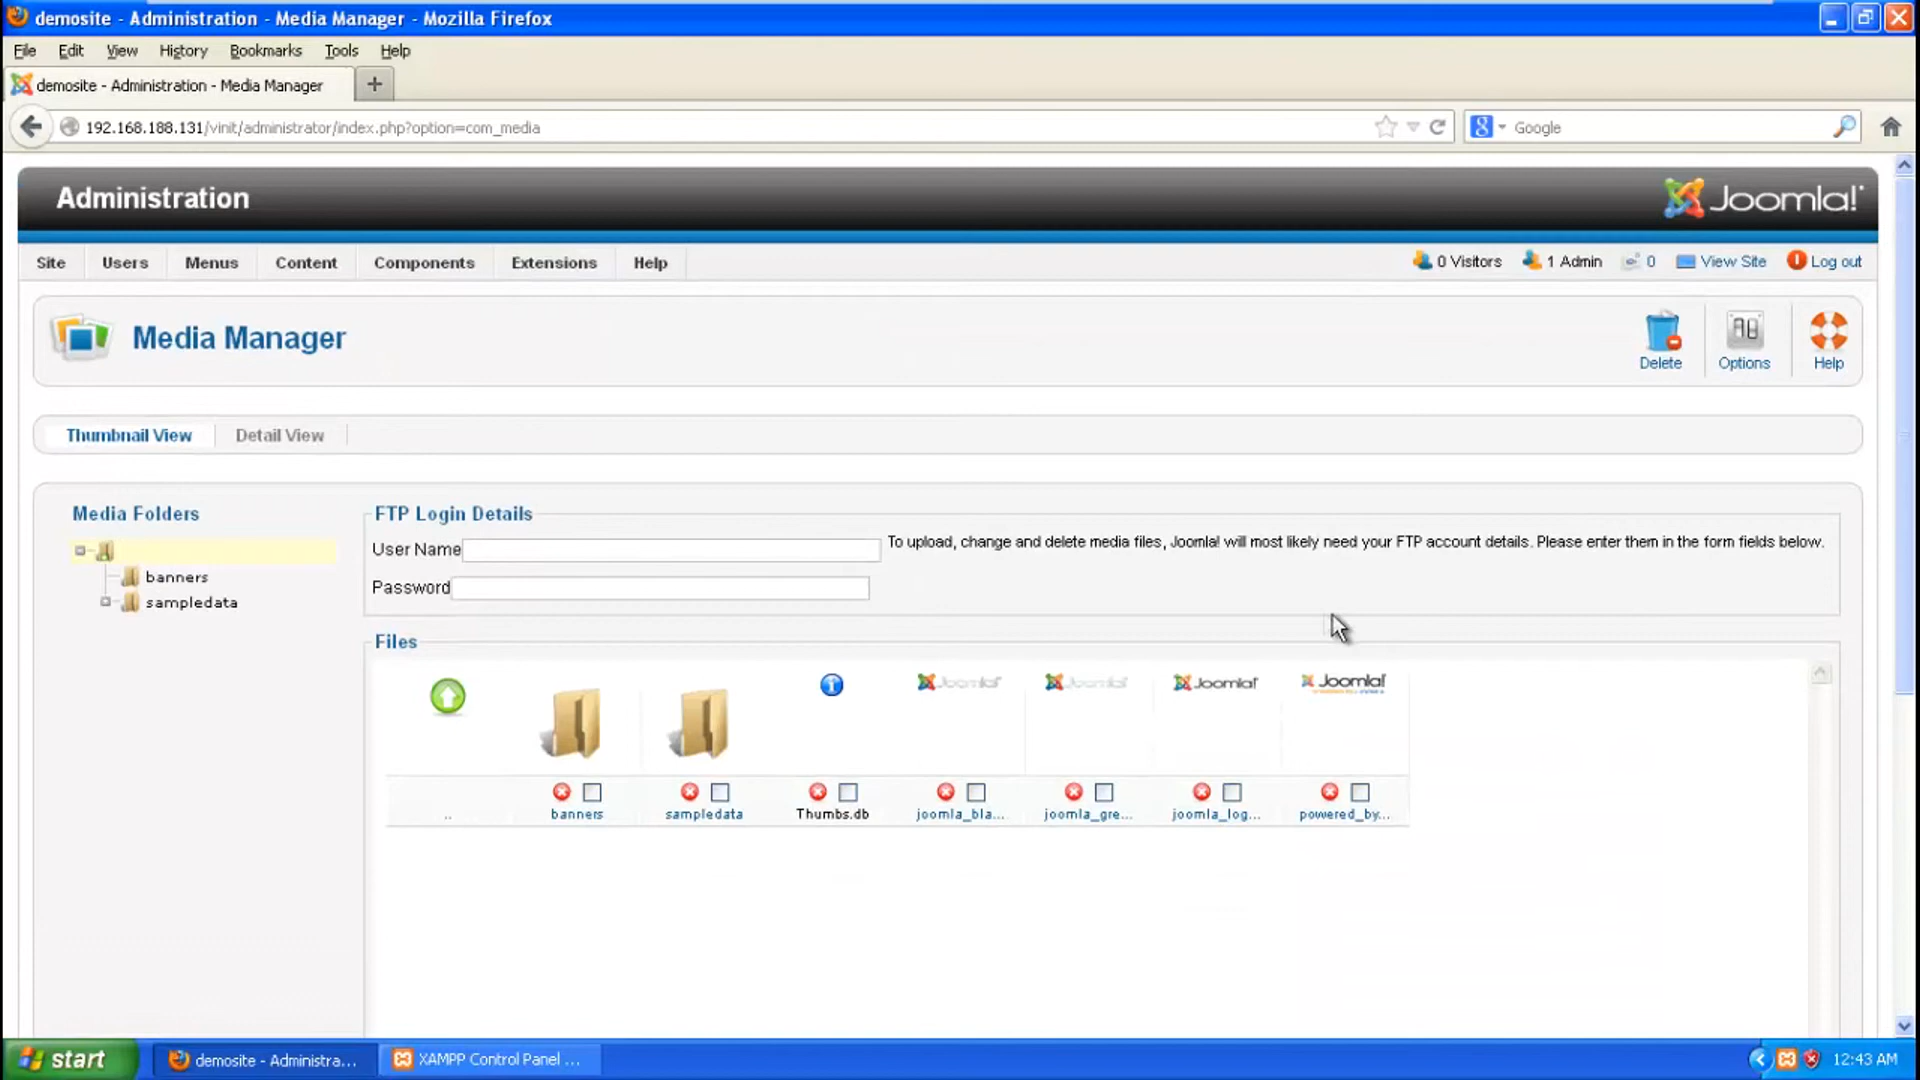 demosite - Administration - Media Manager - Mozilla Firefox
File Edit View History Bookmarks Tools Help
demosite - Administration - Media Manager
192.168.188.131/vinit/administrator/index.php?option=com_media
Google
Administration
Joomla!
Site Users Menus Content Components Extensions Help
0 Visitors 1 Admin 0 View Site Log out
Media Manager
Delete Options Help
Thumbnail View Detail View
Media Folders
banners
sampledata
FTP Login Details
User Name
To upload, change and delete media files, Joomla! will most likely need your FTP account details. Please enter them in the form fields below.
Password
Files
Joomla! Joomla! Joomla! Joomla!
.. banners sampledata Thumbs.db joomla_bla... joomla_gre... joomla_log... powered_by...
start demosite - Administra... XAMPP Control Panel ... 12:43 AM